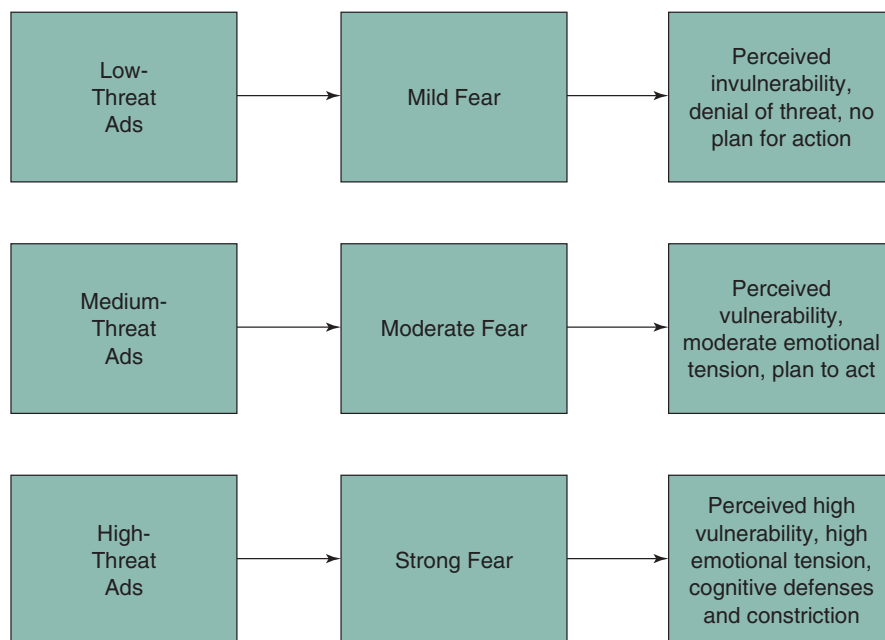 Low-
Threat
Ads
Mild Fear
Perceived
invulnerability,
denial of threat, no
plan for action
Medium-
Threat
Ads
Moderate Fear
Perceived
vulnerability,
moderate emotional
tension, plan to act
High-
Threat
Ads
Strong Fear
Perceived high
vulnerability, high
emotional tension,
cognitive defenses
and constriction